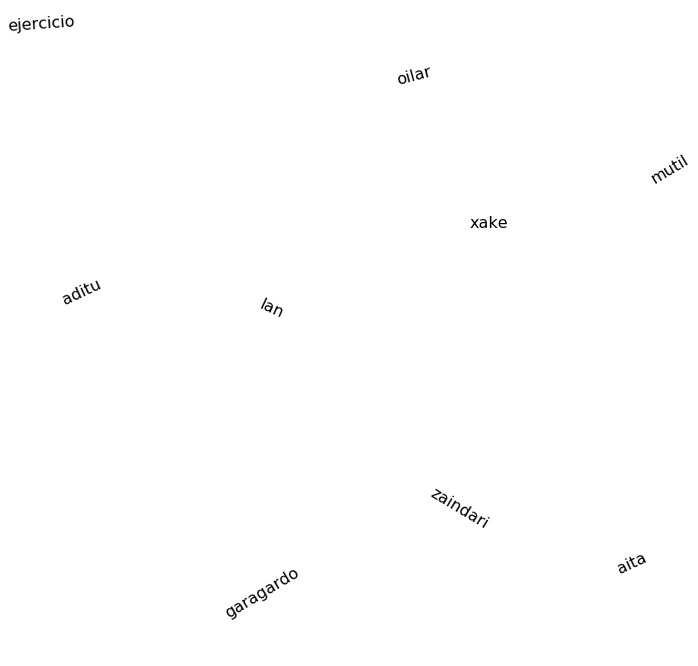 ejercicio
oilar
mutil
xake
aditu
lan
zaindari
aita
garagardo